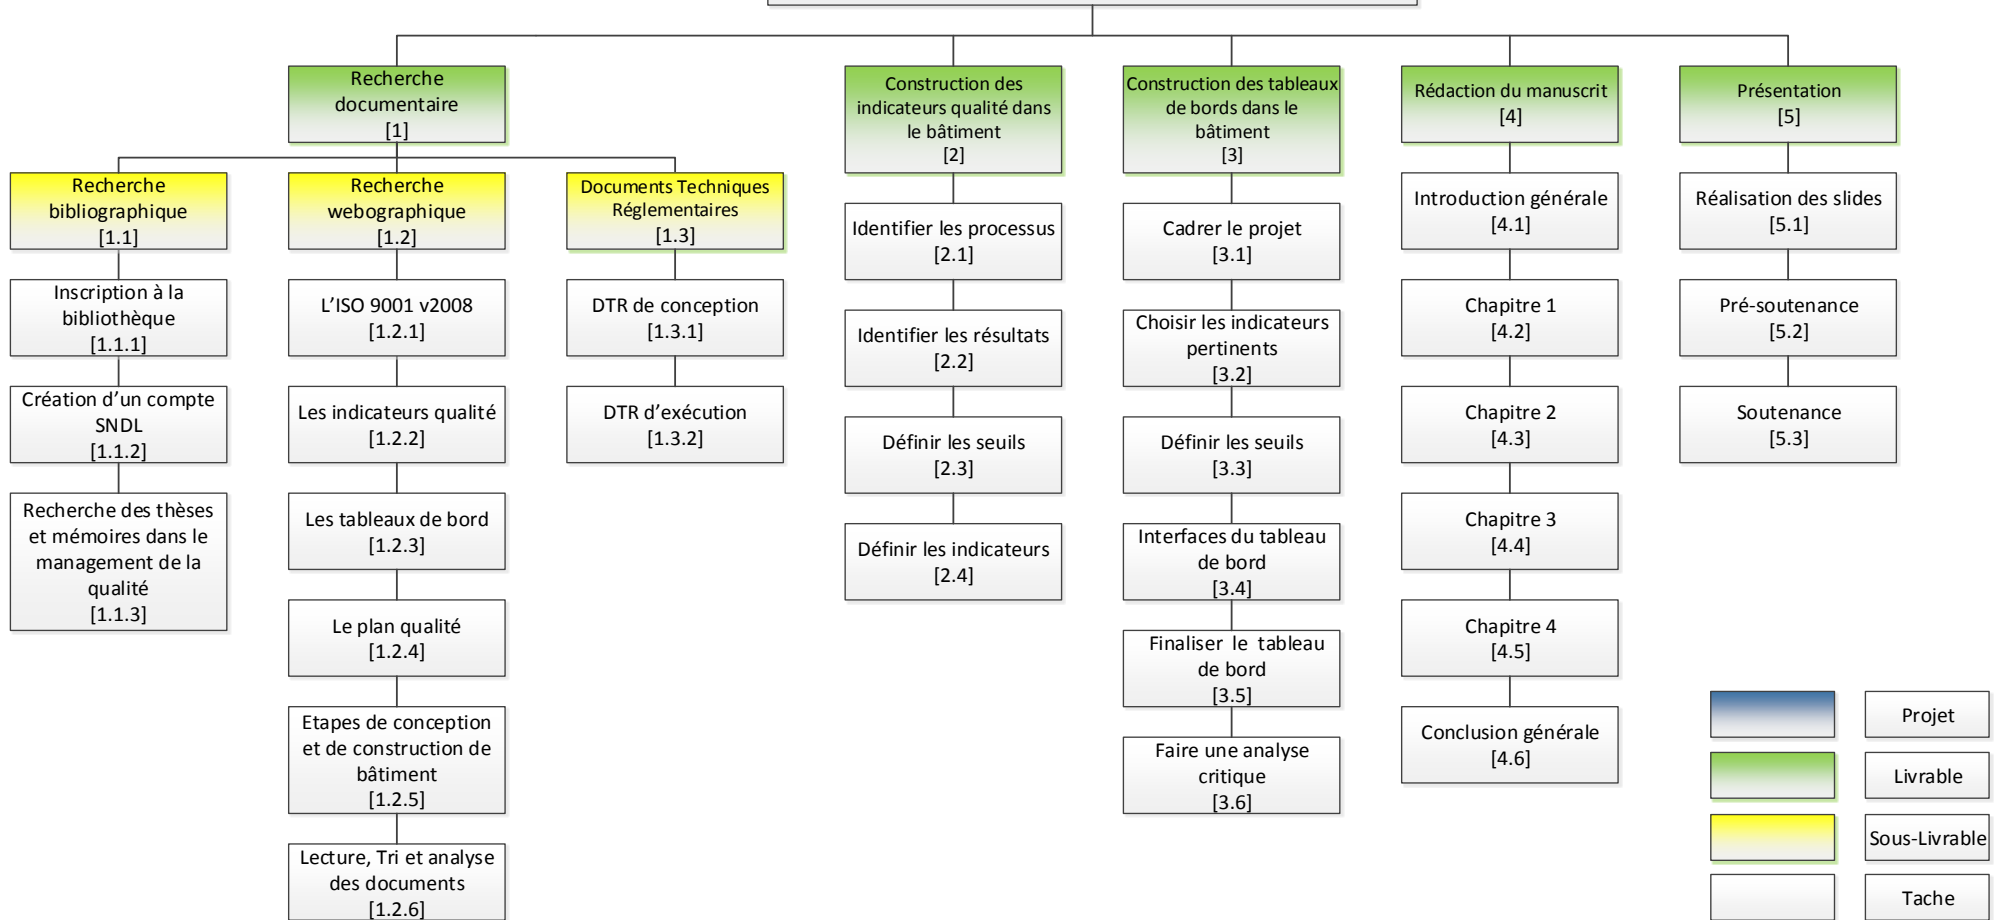 Recherche
documentaire
[1]
Recherche
bibliographique
[1.1]
Inscription à la
bibliothèque
[1.1.1]
Création d’un compte
SNDL
[1.1.2]
Recherche des thèses
et mémoires dans le
management de la
qualité
[1.1.3]
Recherche
webographique
[1.2]
L’ISO 9001 v2008
[1.2.1]
Les indicateurs qualité
[1.2.2]
Les tableaux de bord
[1.2.3]
Le plan qualité
[1.2.4]
Etapes de conception
et de construction de
bâtiment
[1.2.5]
Lecture, Tri et analyse
des documents
[1.2.6]
Documents Techniques
Réglementaires
[1.3]
DTR de conception
[1.3.1]
DTR d’exécution
[1.3.2]
Construction des
indicateurs qualité dans
le bâtiment
[2]
Identifier les processus
[2.1]
Identifier les résultats
[2.2]
Définir les seuils
[2.3]
Définir les indicateurs
[2.4]
Construction des tableaux
de bords dans le
bâtiment
[3]
Cadrer le projet
[3.1]
Choisir les indicateurs
pertinents
[3.2]
Définir les seuils
[3.3]
Interfaces du tableau
de bord
[3.4]
Finaliser le tableau
de bord
[3.5]
Faire une analyse
critique
[3.6]
Rédaction du manuscrit
[4]
Introduction générale
[4.1]
Chapitre 1
[4.2]
Chapitre 2
[4.3]
Chapitre 3
[4.4]
Chapitre 4
[4.5]
Conclusion générale
[4.6]
Présentation
[5]
Réalisation des slides
[5.1]
Pré-soutenance
[5.2]
Soutenance
[5.3]
Projet
Livrable
Sous-Livrable
Tache